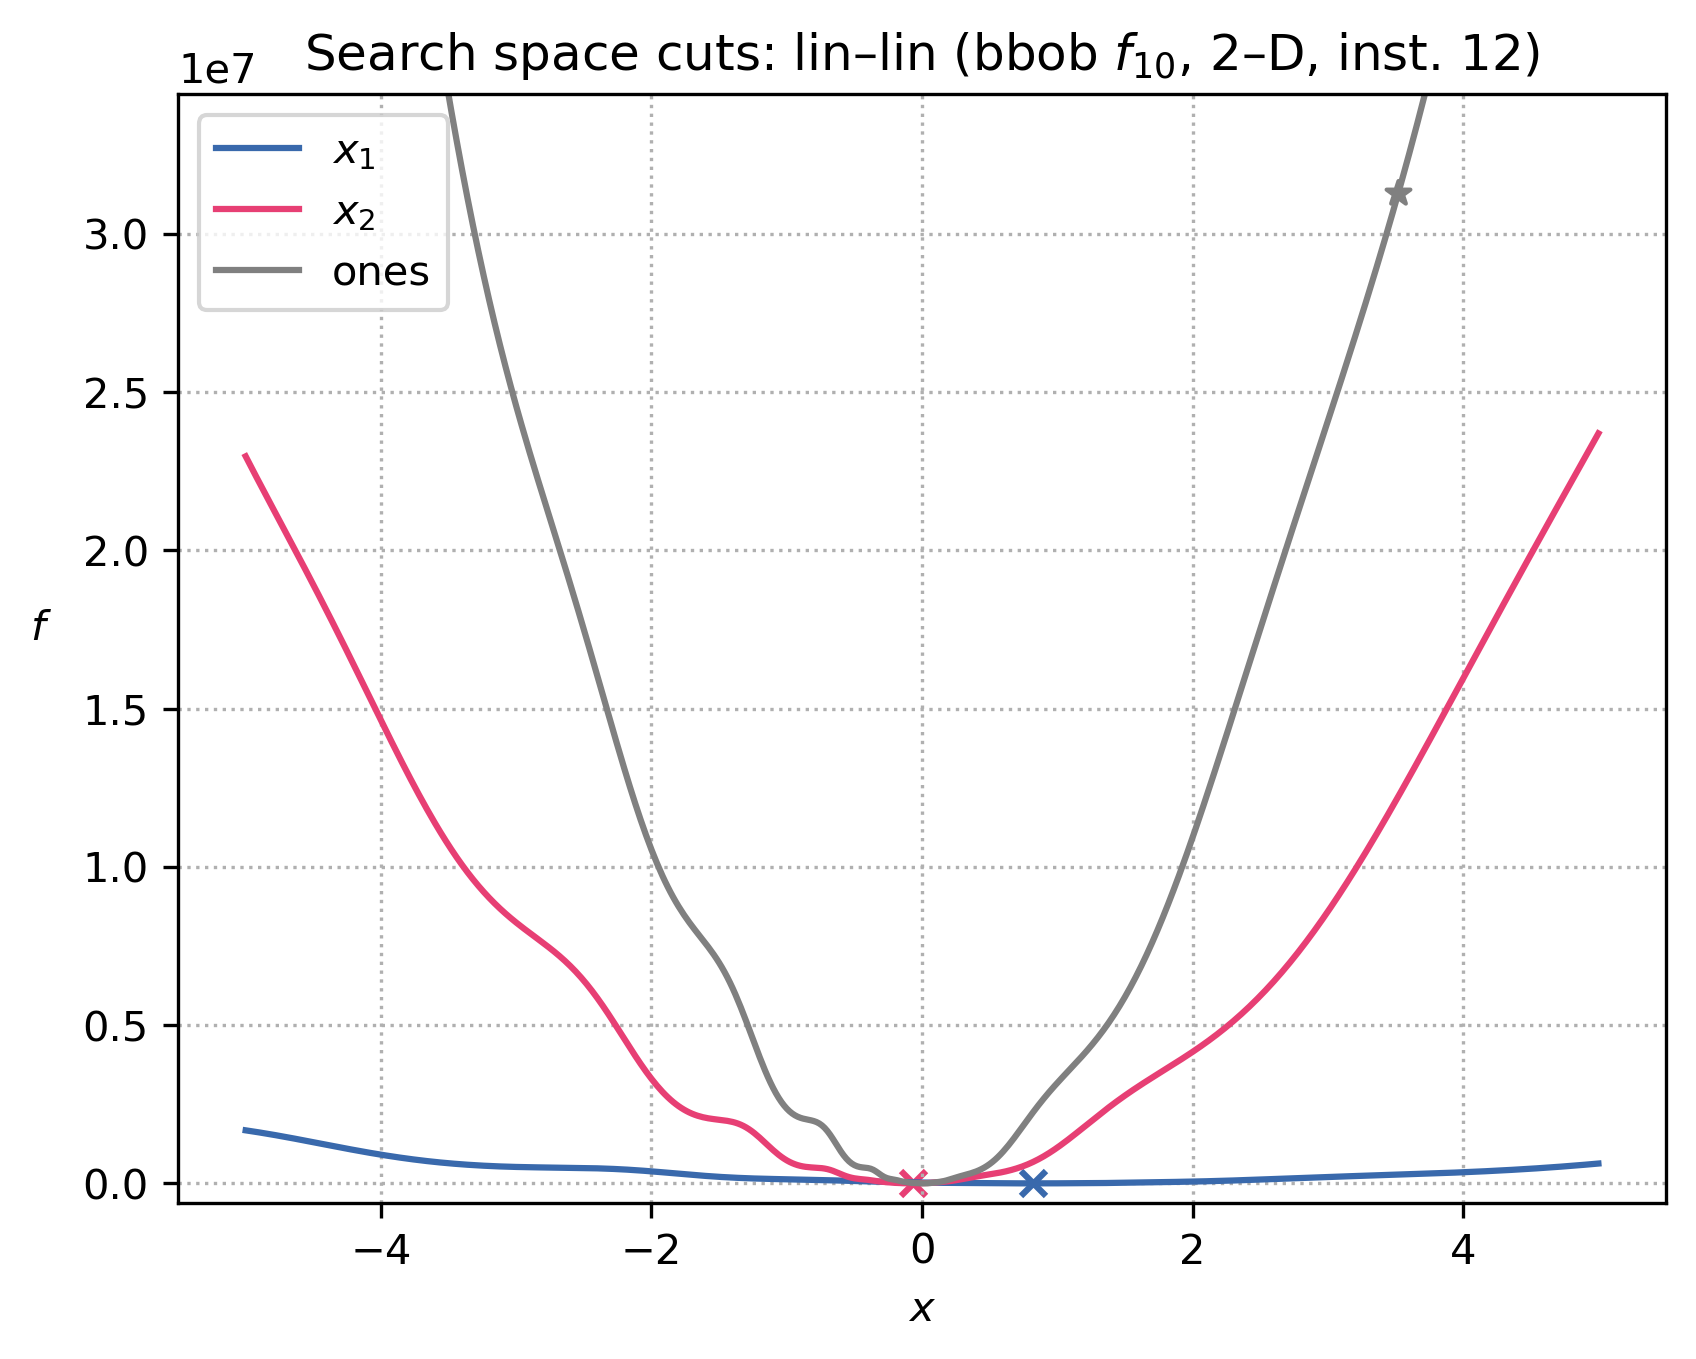 Search space cuts: lin–lin (bbob f10, 2–D, inst. 12)
1e7
x1
x2
ones
3.0
2.5
2.0
1.5
1.0
0.5
0.0
f
−4 −2 0 2 4
x